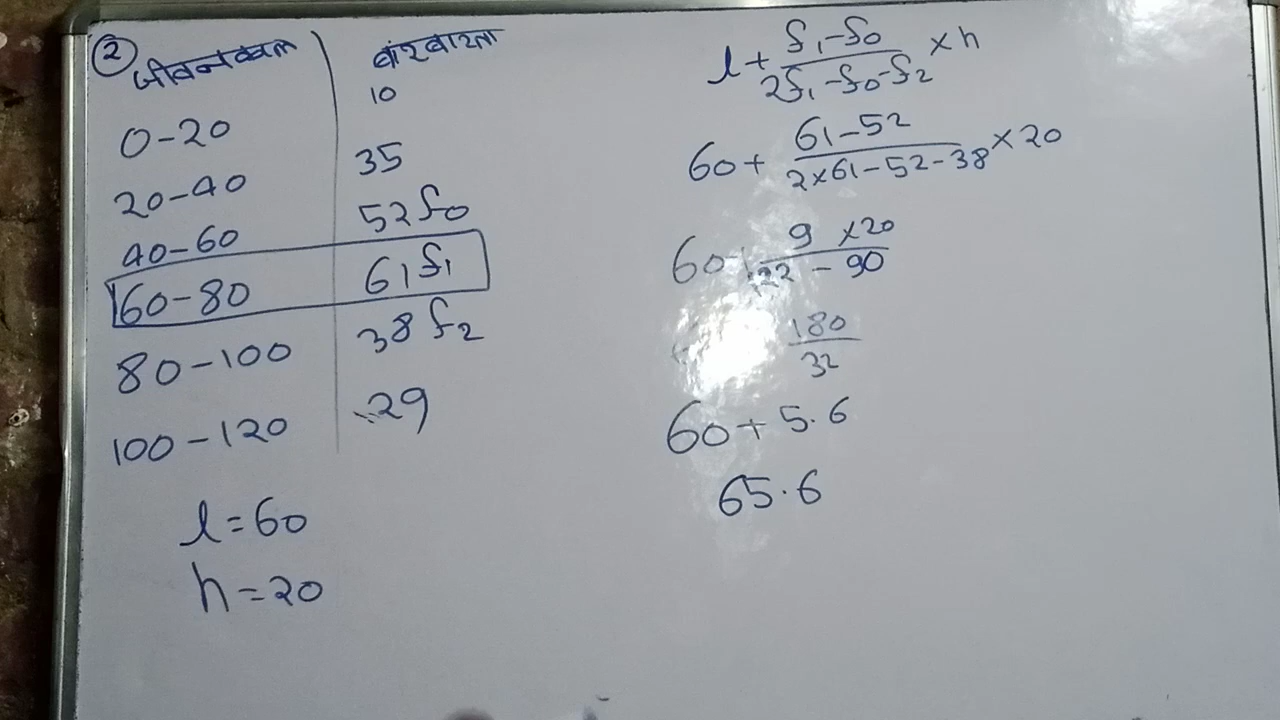 ② जीवनकाल बारंबारता
0-20 10
20-40 35
40-60 52 f₀
60-80 61 f₁
80-100 38 f₂
100-120 29
l=60
h=20
l + (f₁-f₀)/(2f₁-f₀-f₂) × h
60 + (61-52)/(2×61-52-38) × 20
60 + (9 × 20)/(122 - 90)
180/32
60 + 5.6
65.6